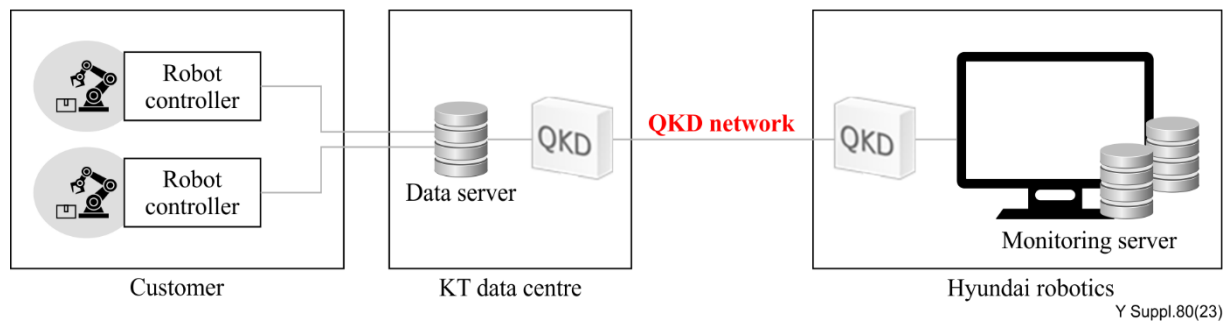 Robot
controller
Robot
controller
Data server
QKD
QKD network
QKD
Monitoring server
Customer
KT data centre
Hyundai robotics
Y Suppl.80(23)